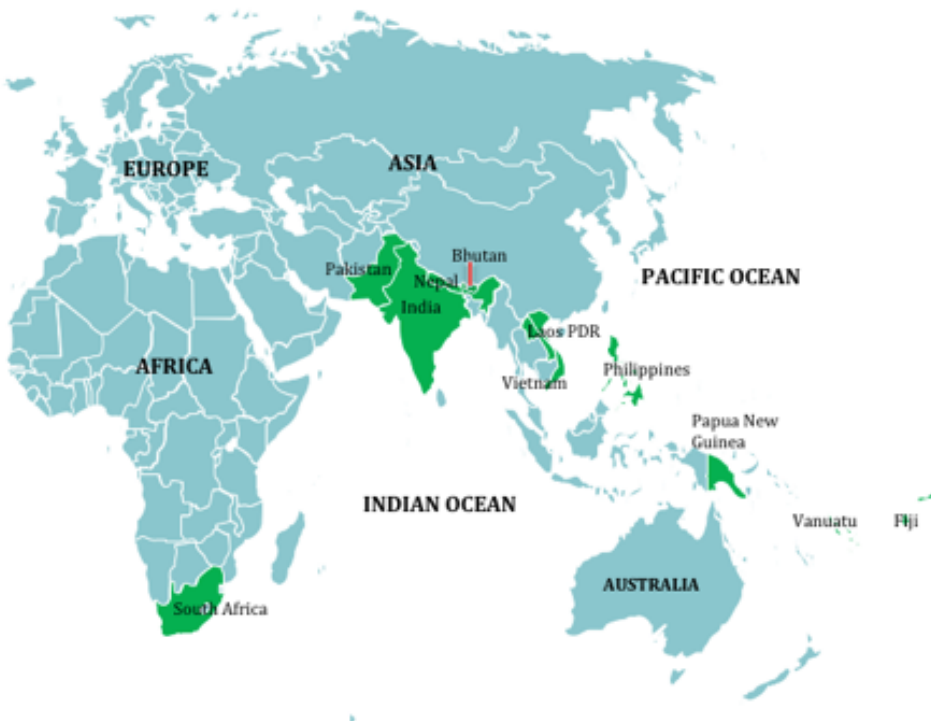 EUROPE
ASIA
Bhutan
Pakistan
Nepal
PACIFIC OCEAN
India
Laos PDR
AFRICA
Philippines
Vietnam
Papua New
Guinea
INDIAN OCEAN
Vanuatu
Fiji
AUSTRALIA
South Africa